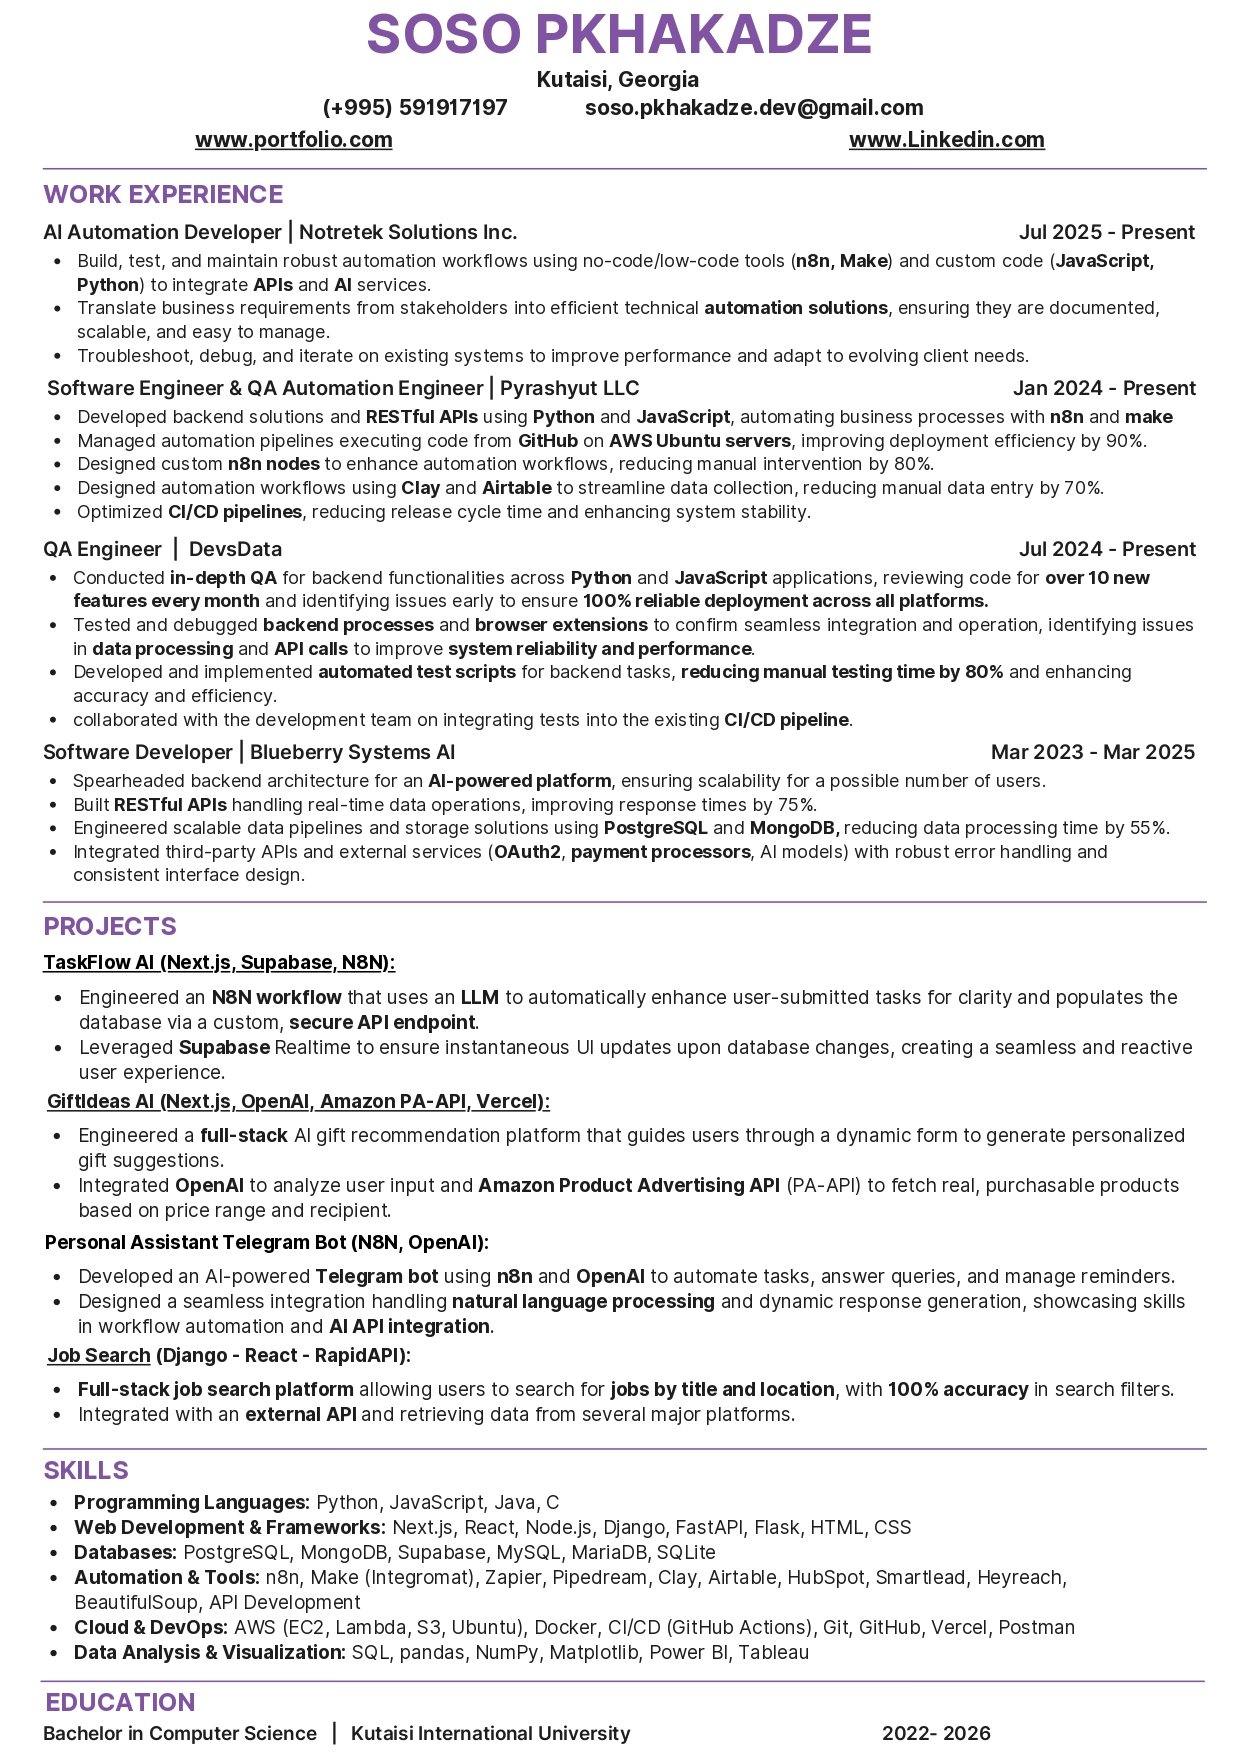 SOSO PKHAKADZE
Kutaisi, Georgia
(+995) 591917197 soso.pkhakadze.dev@gmail.com
www.portfolio.com www.Linkedin.com
WORK EXPERIENCE
AI Automation Developer | Notretek Solutions Inc. Jul 2025 - Present
• Build, test, and maintain robust automation workflows using no-code/low-code tools (n8n, Make) and custom code (JavaScript,
Python) to integrate APIs and AI services.
• Translate business requirements from stakeholders into efficient technical automation solutions, ensuring they are documented,
scalable, and easy to manage.
• Troubleshoot, debug, and iterate on existing systems to improve performance and adapt to evolving client needs.
Software Engineer & QA Automation Engineer | Pyrashyut LLC Jan 2024 - Present
• Developed backend solutions and RESTful APIs using Python and JavaScript, automating business processes with n8n and make
• Managed automation pipelines executing code from GitHub on AWS Ubuntu servers, improving deployment efficiency by 90%.
• Designed custom n8n nodes to enhance automation workflows, reducing manual intervention by 80%.
• Designed automation workflows using Clay and Airtable to streamline data collection, reducing manual data entry by 70%.
• Optimized CI/CD pipelines, reducing release cycle time and enhancing system stability.
QA Engineer | DevsData Jul 2024 - Present
• Conducted in-depth QA for backend functionalities across Python and JavaScript applications, reviewing code for over 10 new
features every month and identifying issues early to ensure 100% reliable deployment across all platforms.
• Tested and debugged backend processes and browser extensions to confirm seamless integration and operation, identifying issues
in data processing and API calls to improve system reliability and performance.
• Developed and implemented automated test scripts for backend tasks, reducing manual testing time by 80% and enhancing
accuracy and efficiency.
• collaborated with the development team on integrating tests into the existing CI/CD pipeline.
Software Developer | Blueberry Systems AI Mar 2023 - Mar 2025
• Spearheaded backend architecture for an AI-powered platform, ensuring scalability for a possible number of users.
• Built RESTful APIs handling real-time data operations, improving response times by 75%.
• Engineered scalable data pipelines and storage solutions using PostgreSQL and MongoDB, reducing data processing time by 55%.
• Integrated third-party APIs and external services (OAuth2, payment processors, AI models) with robust error handling and
consistent interface design.
PROJECTS
TaskFlow AI (Next.js, Supabase, N8N):
• Engineered an N8N workflow that uses an LLM to automatically enhance user-submitted tasks for clarity and populates the
database via a custom, secure API endpoint.
• Leveraged Supabase Realtime to ensure instantaneous UI updates upon database changes, creating a seamless and reactive
user experience.
GiftIdeas AI (Next.js, OpenAI, Amazon PA-API, Vercel):
• Engineered a full-stack AI gift recommendation platform that guides users through a dynamic form to generate personalized
gift suggestions.
• Integrated OpenAI to analyze user input and Amazon Product Advertising API (PA-API) to fetch real, purchasable products
based on price range and recipient.
Personal Assistant Telegram Bot (N8N, OpenAI):
• Developed an AI-powered Telegram bot using n8n and OpenAI to automate tasks, answer queries, and manage reminders.
• Designed a seamless integration handling natural language processing and dynamic response generation, showcasing skills
in workflow automation and AI API integration.
Job Search (Django - React - RapidAPI):
• Full-stack job search platform allowing users to search for jobs by title and location, with 100% accuracy in search filters.
• Integrated with an external API and retrieving data from several major platforms.
SKILLS
• Programming Languages: Python, JavaScript, Java, C
• Web Development & Frameworks: Next.js, React, Node.js, Django, FastAPI, Flask, HTML, CSS
• Databases: PostgreSQL, MongoDB, Supabase, MySQL, MariaDB, SQLite
• Automation & Tools: n8n, Make (Integromat), Zapier, Pipedream, Clay, Airtable, HubSpot, Smartlead, Heyreach,
BeautifulSoup, API Development
• Cloud & DevOps: AWS (EC2, Lambda, S3, Ubuntu), Docker, CI/CD (GitHub Actions), Git, GitHub, Vercel, Postman
• Data Analysis & Visualization: SQL, pandas, NumPy, Matplotlib, Power BI, Tableau
EDUCATION
Bachelor in Computer Science | Kutaisi International University 2022- 2026